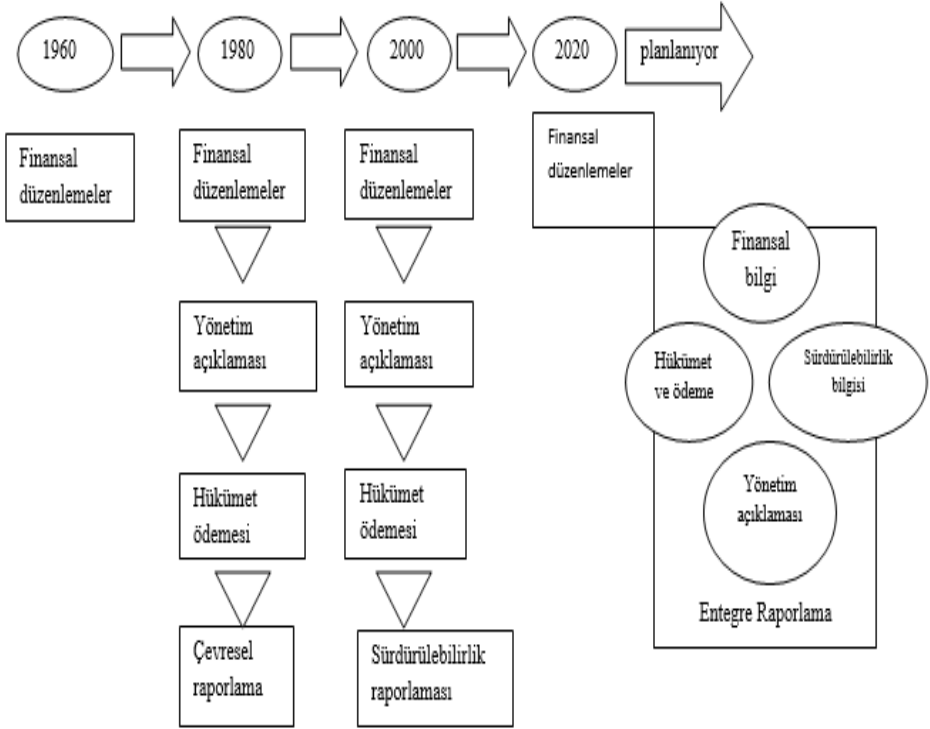 1960
1980
2000
2020
planlanıyor
Finansal
düzenlemeler
Finansal
düzenlemeler
Finansal
düzenlemeler
Finansal
düzenlemeler
Yönetim
açıklaması
Yönetim
açıklaması
Hükümet
ödemesi
Hükümet
ödemesi
Çevresel
raporlama
Sürdürülebilirlik
raporlaması
Finansal
bilgi
Hükümet
ve ödeme
Sürdürülebilirlik
bilgisi
Yönetim
açıklaması
Entegre Raporlama